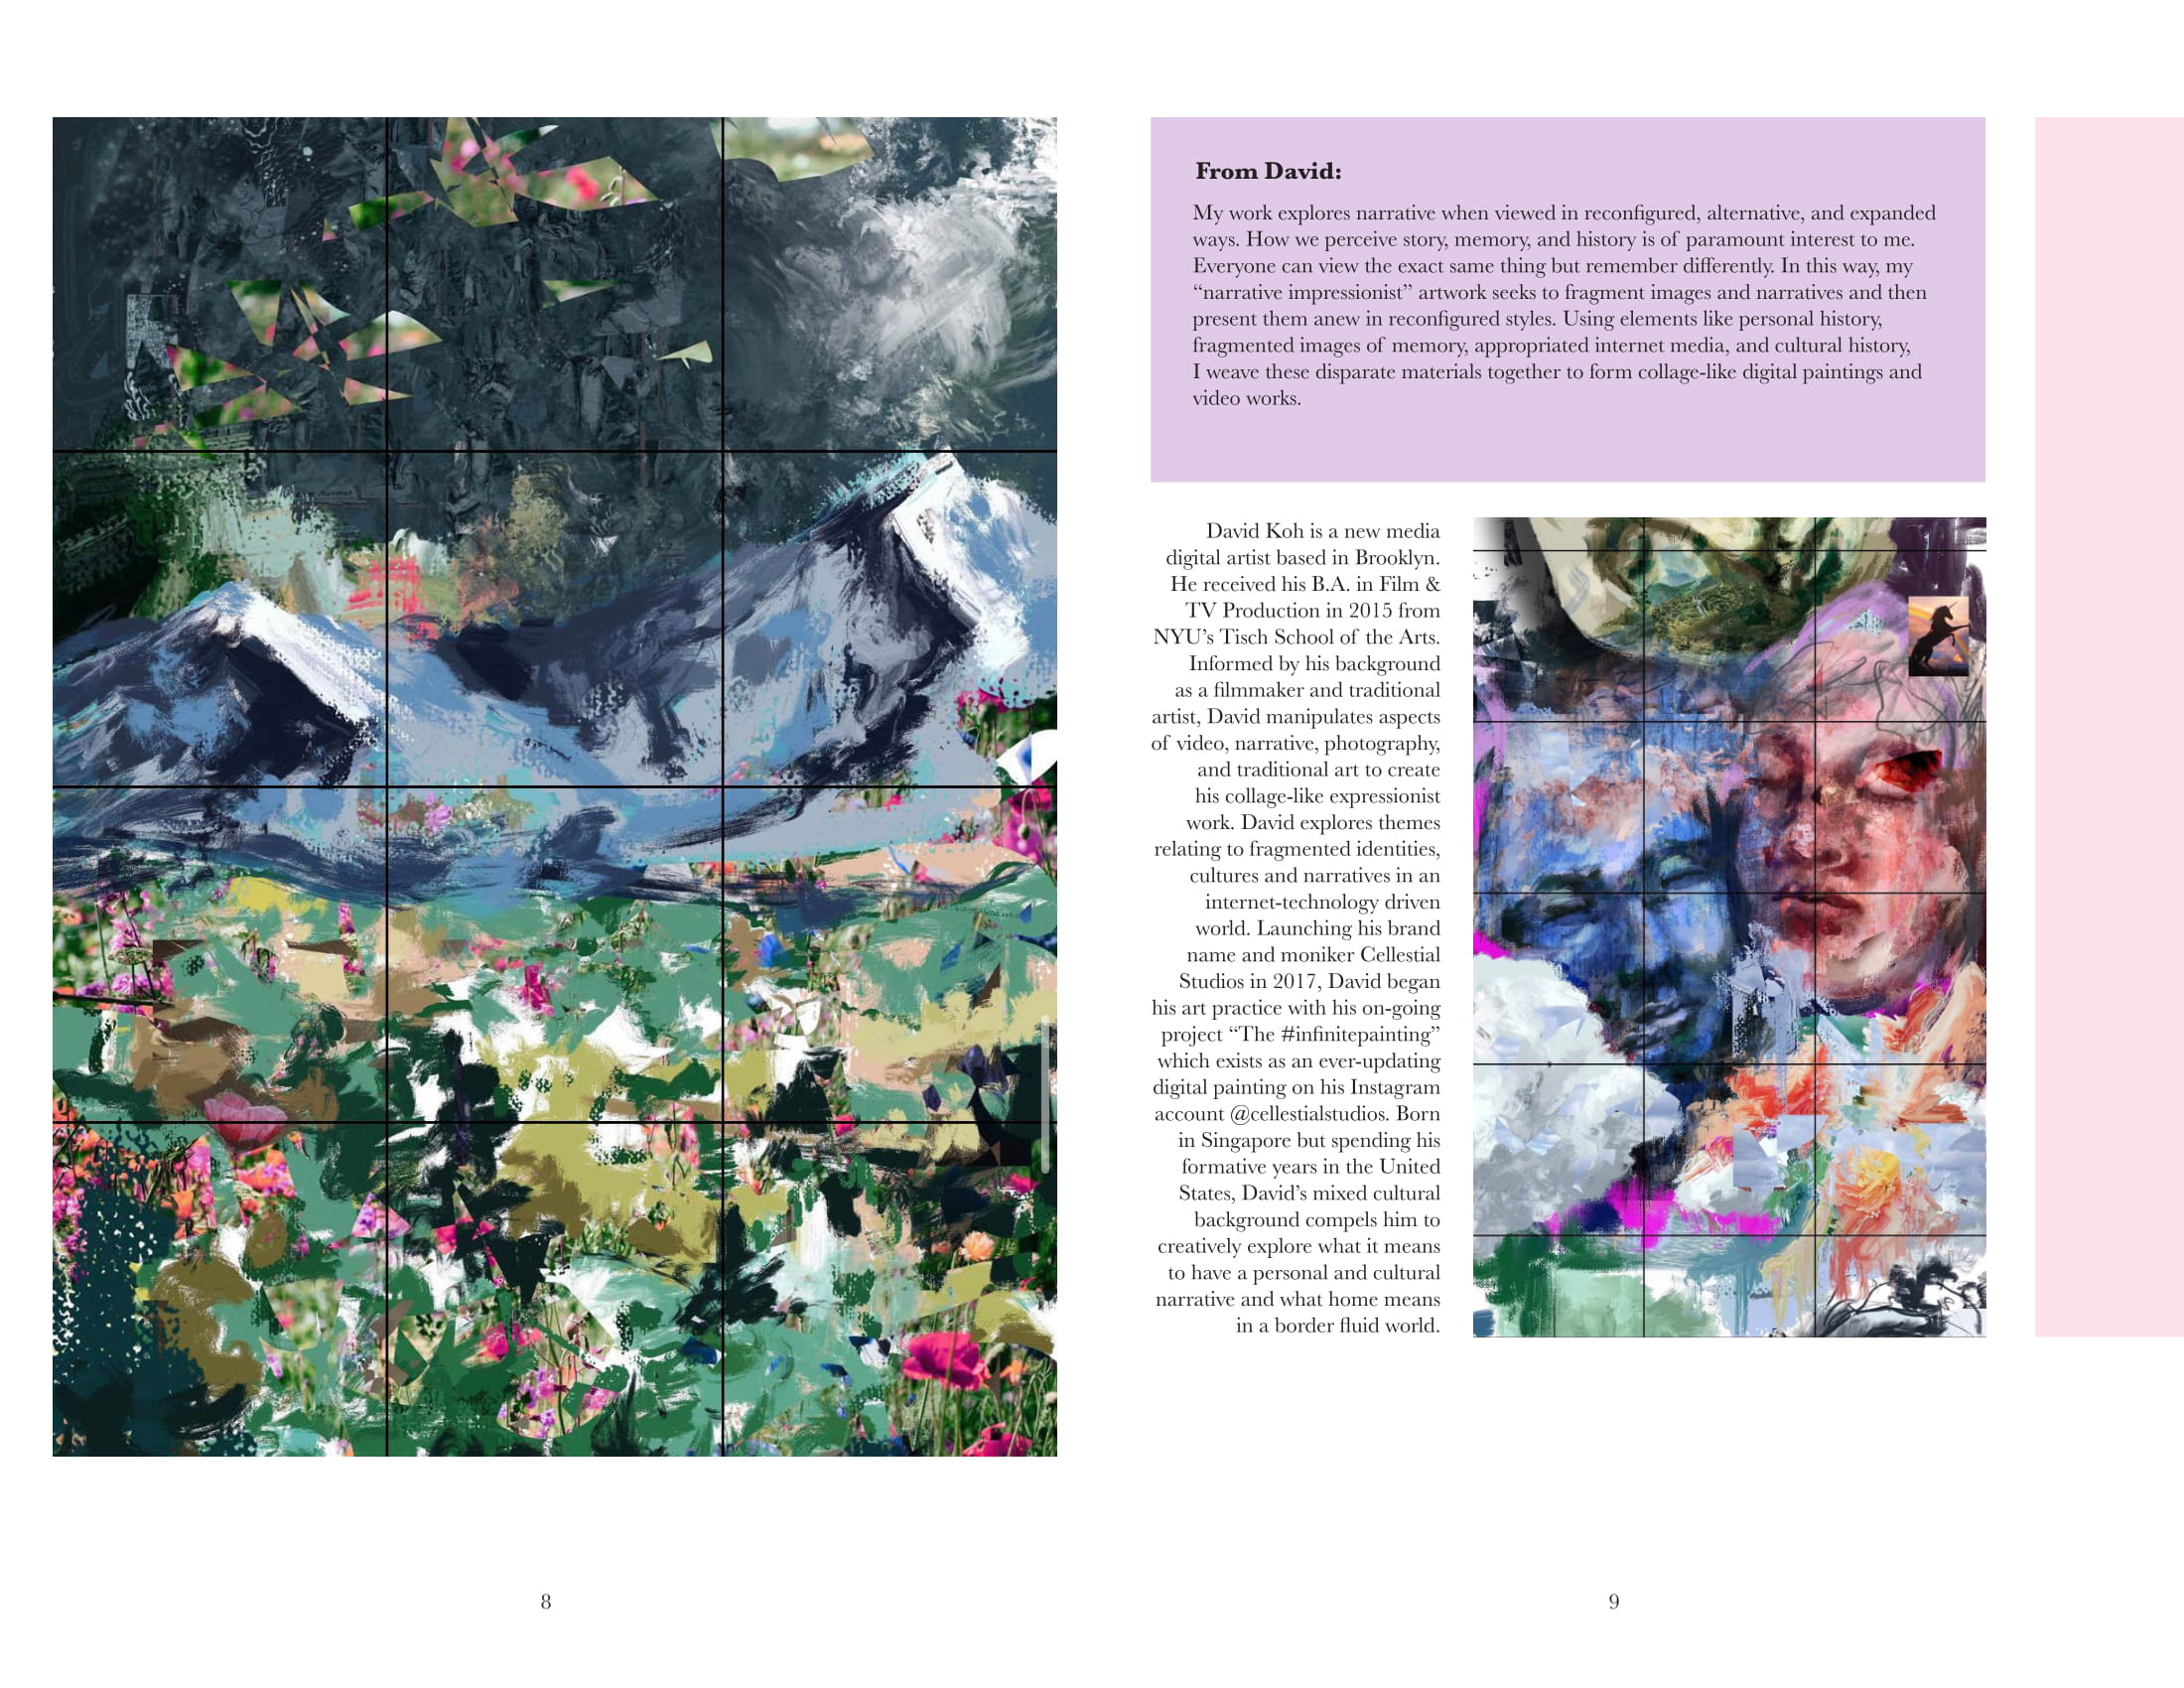 From David:
My work explores narrative when viewed in reconfigured, alternative, and expanded
ways. How we perceive story, memory, and history is of paramount interest to me.
Everyone can view the exact same thing but remember differently. In this way, my
“narrative impressionist” artwork seeks to fragment images and narratives and then
present them anew in reconfigured styles. Using elements like personal history,
fragmented images of memory, appropriated internet media, and cultural history,
I weave these disparate materials together to form collage-like digital paintings and
video works.
David Koh is a new media
digital artist based in Brooklyn.
He received his B.A. in Film &
TV Production in 2015 from
NYU’s Tisch School of the Arts.
Informed by his background
as a filmmaker and traditional
artist, David manipulates aspects
of video, narrative, photography,
and traditional art to create
his collage-like expressionist
work. David explores themes
relating to fragmented identities,
cultures and narratives in an
internet-technology driven
world. Launching his brand
name and moniker Cellestial
Studios in 2017, David began
his art practice with his on-going
project “The #infinitepainting”
which exists as an ever-updating
digital painting on his Instagram
account @cellestialstudios. Born
in Singapore but spending his
formative years in the United
States, David’s mixed cultural
background compels him to
creatively explore what it means
to have a personal and cultural
narrative and what home means
in a border fluid world.
8
9